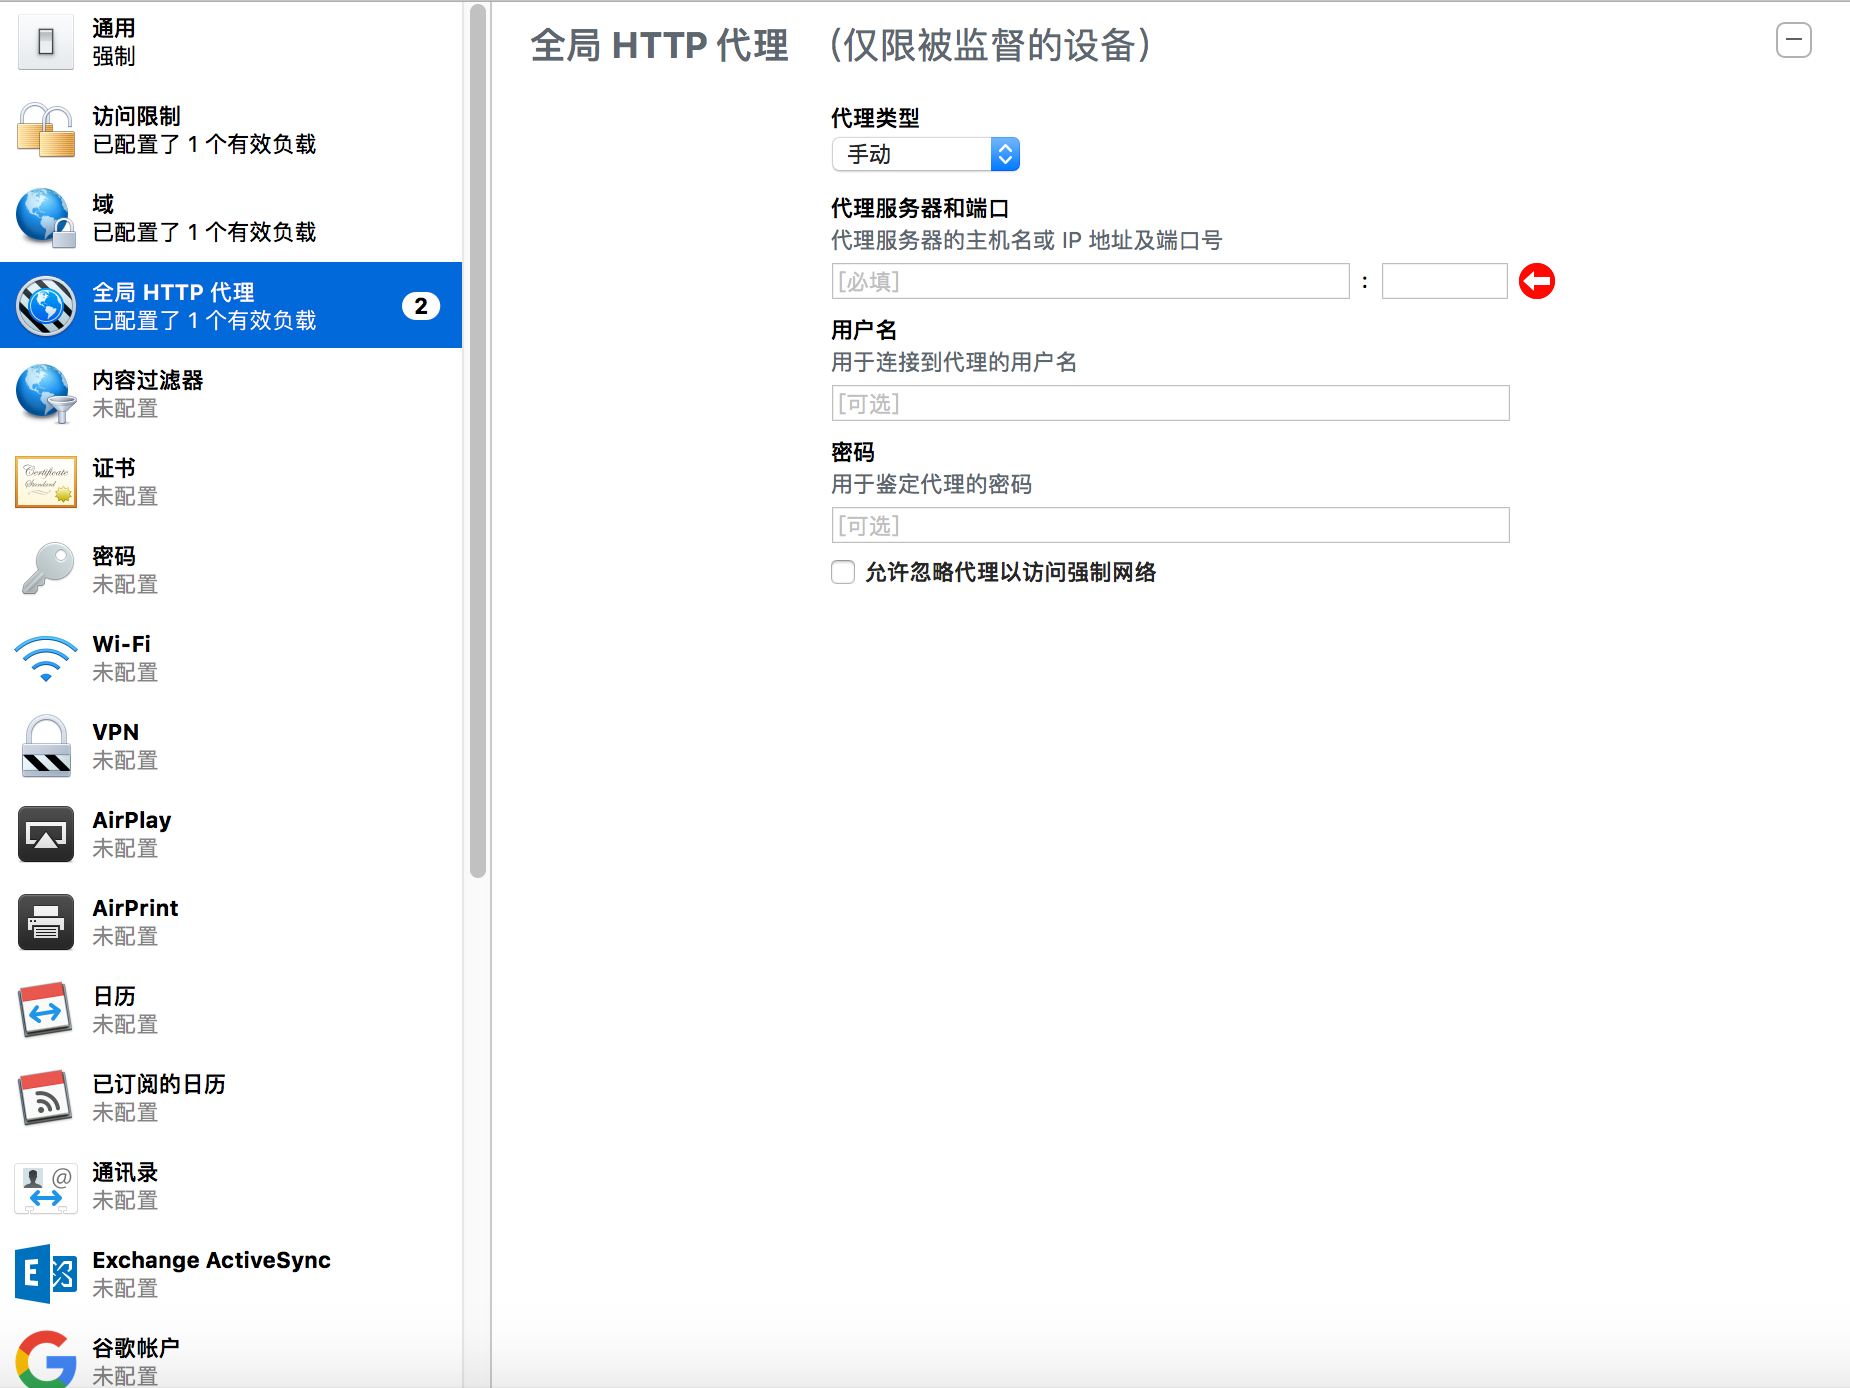 通用
强制
访问限制
已配置了 1 个有效负载
域
已配置了 1 个有效负载
全局 HTTP 代理
已配置了 1 个有效负载
2
内容过滤器
未配置
Certificate
Standard
证书
未配置
密码
未配置
Wi-Fi
未配置
VPN
未配置
AirPlay
未配置
AirPrint
未配置
日历
未配置
已订阅的日历
未配置
@
通讯录
未配置
E
Exchange ActiveSync
未配置
G
谷歌帐户
未配置
全局 HTTP 代理 （仅限被监督的设备）
代理类型
手动
代理服务器和端口
代理服务器的主机名或 IP 地址及端口号
[必填] :
用户名
用于连接到代理的用户名
[可选]
密码
用于鉴定代理的密码
[可选]
允许忽略代理以访问强制网络